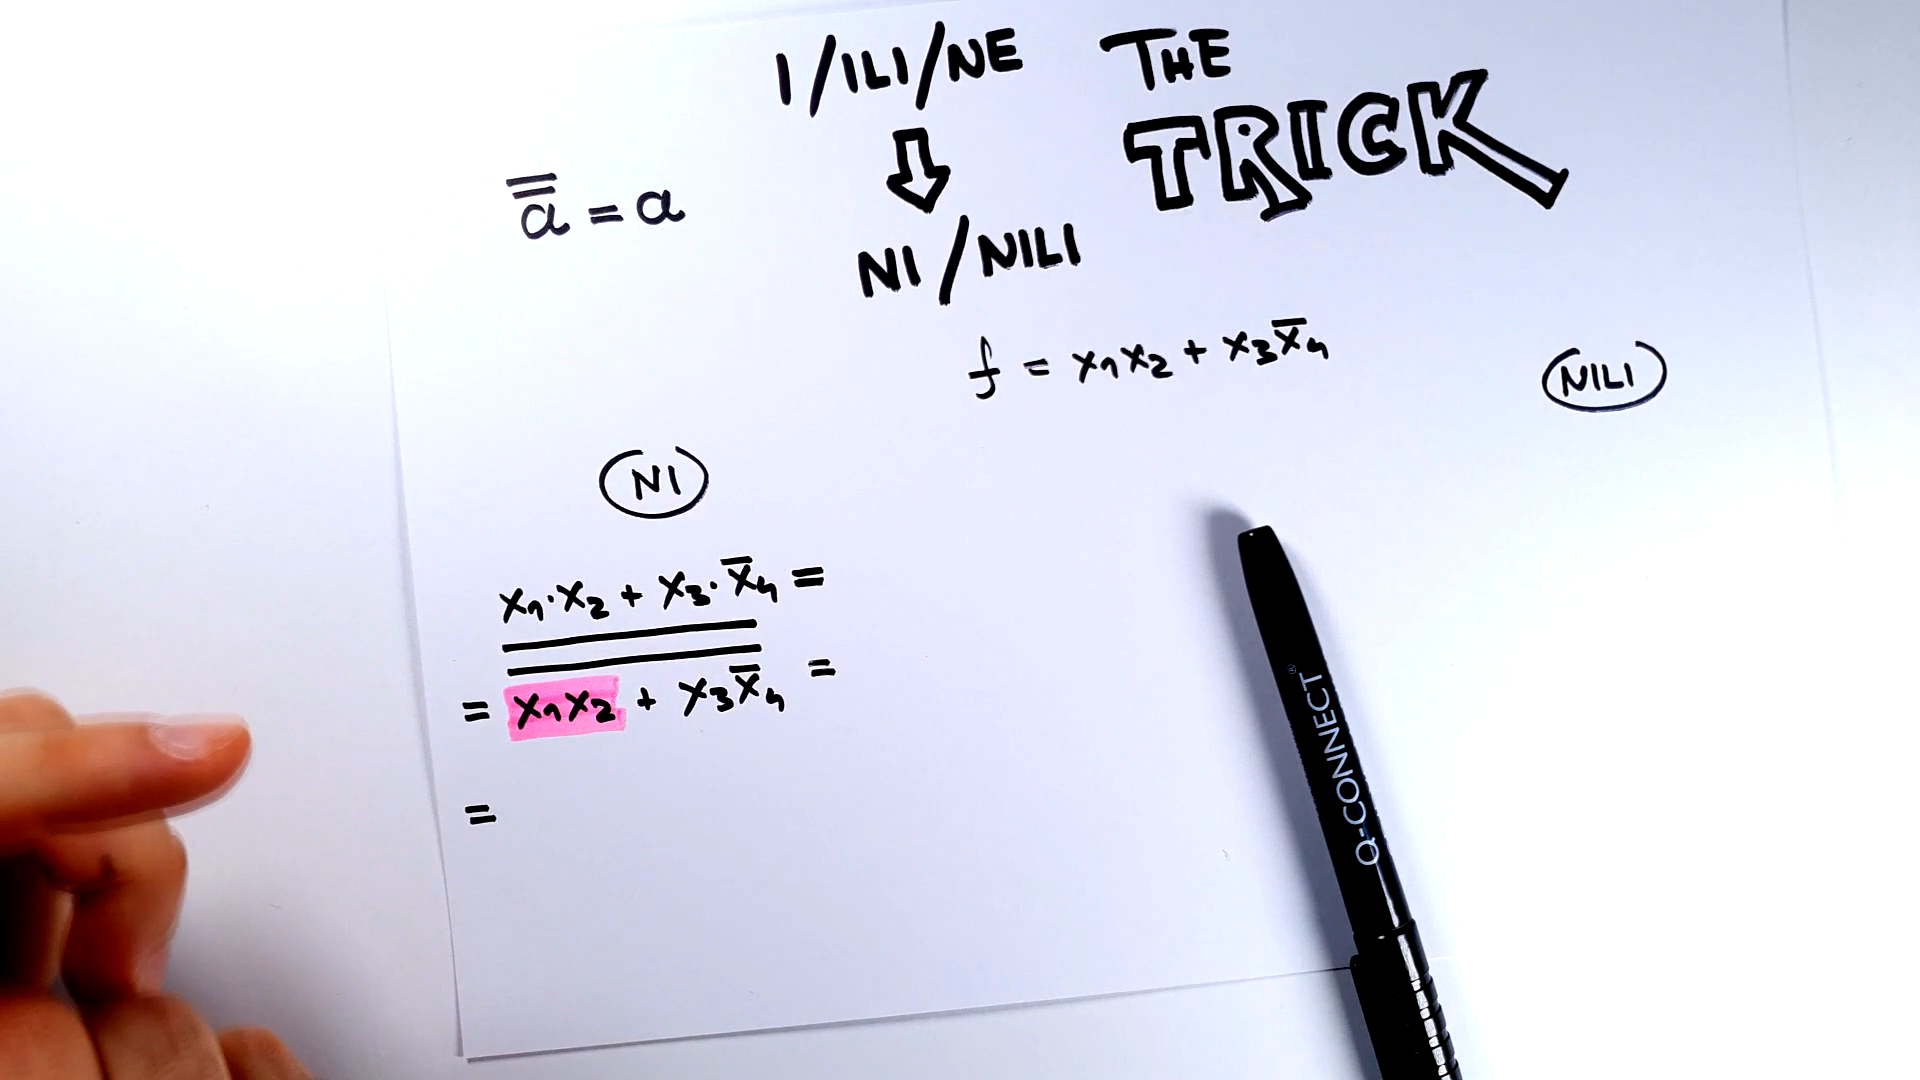 I/ILI/NE
THE
TRICK
a̿ = a
NI/NILI
f = x₁x₂ + x₃x̅₄
NILI
NI
x₁·x₂ + x₃·x̅₄ =
= x₁x₂ + x₃x̅₄ =
=
Q-CONNECT®